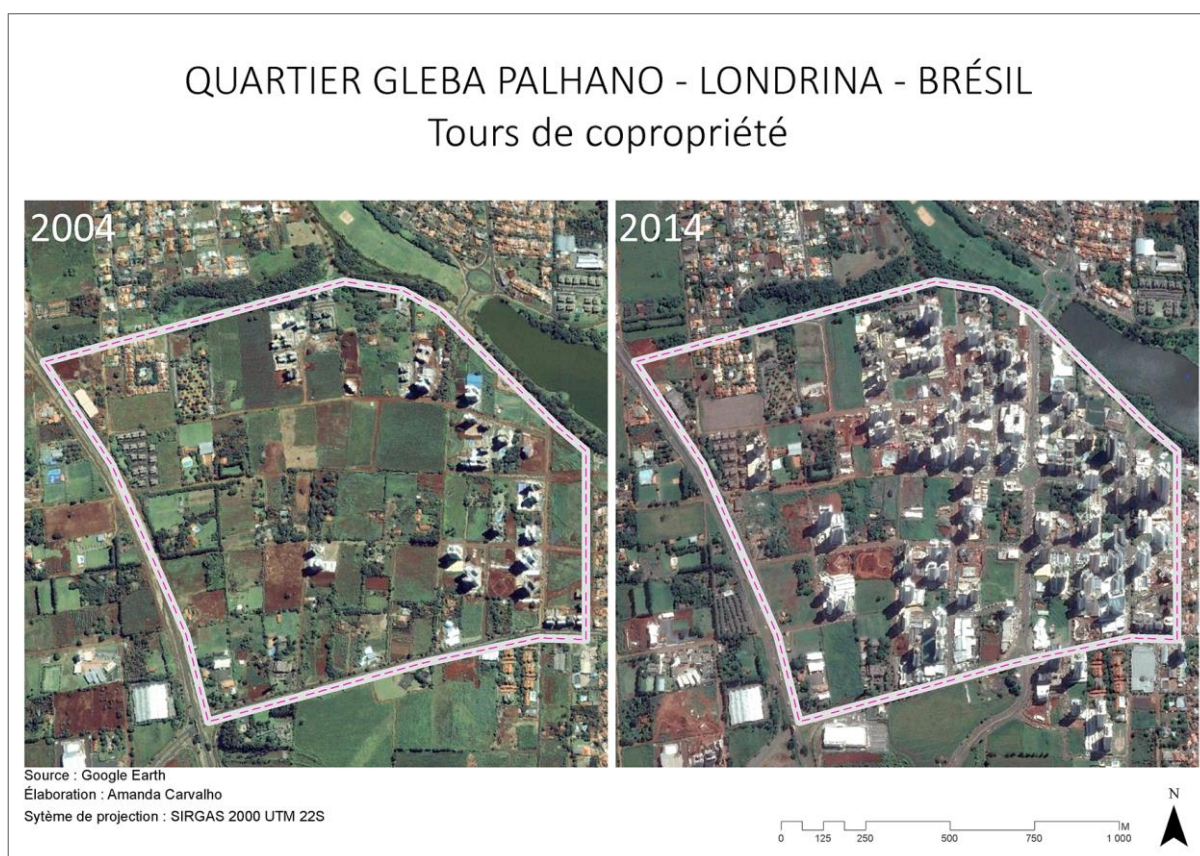 QUARTIER GLEBA PALHANO - LONDRINA - BRÉSIL
Tours de copropriété
2004
2014
Source : Google Earth
Élaboration : Amanda Carvalho
Sytème de projection : SIRGAS 2000 UTM 22S
N
M
0 125 250 500 750 1 000